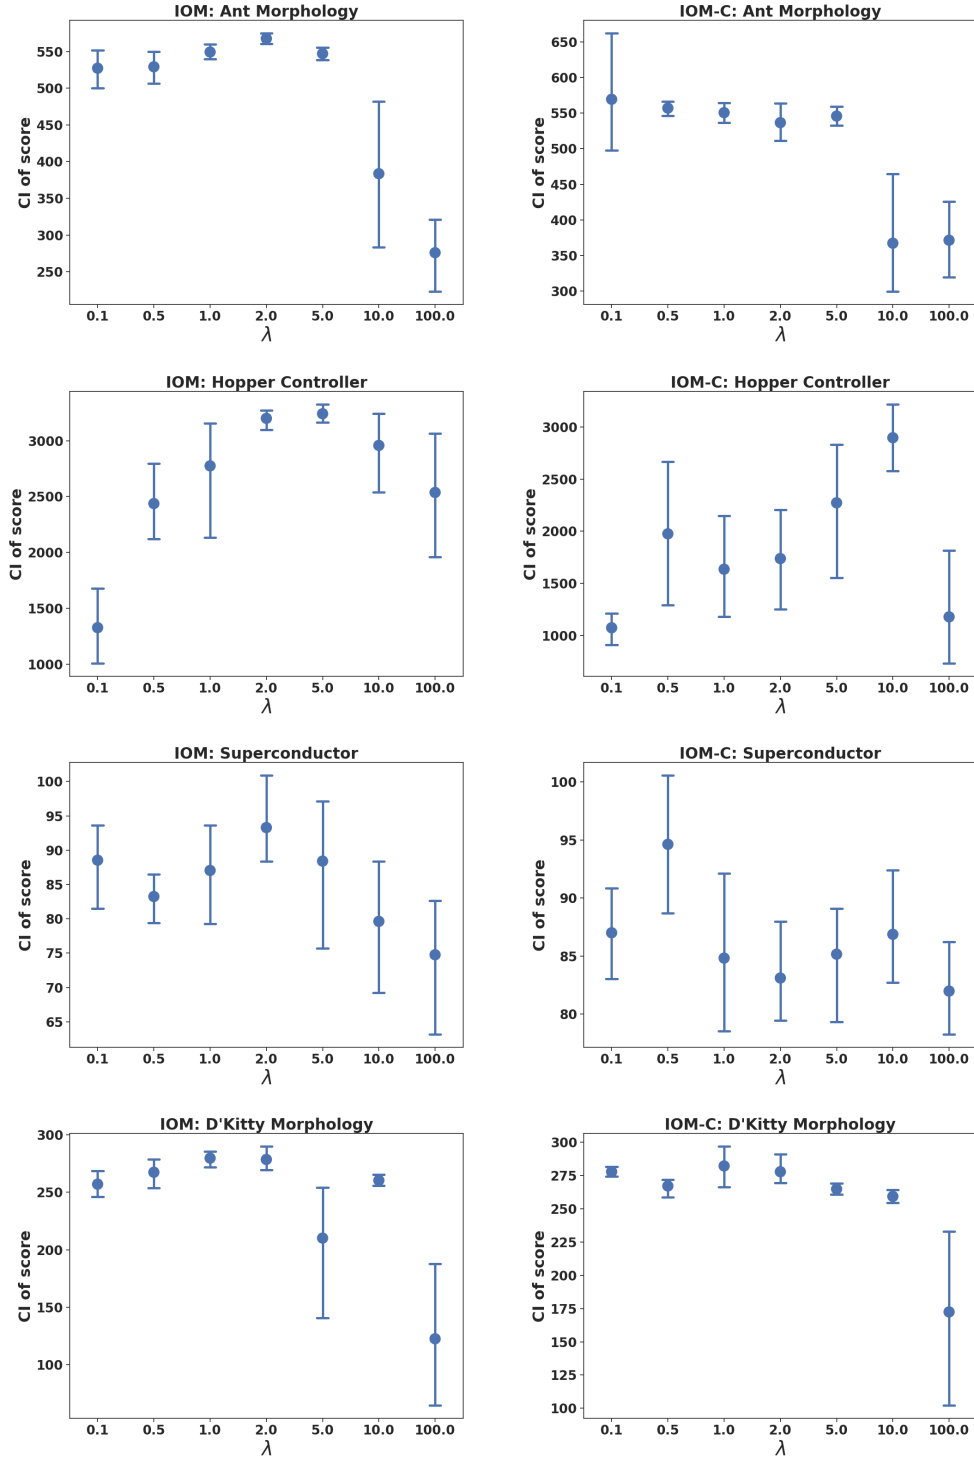 IOM: Ant Morphology
CI of score
550
500
450
400
350
300
250
0.1 0.5 1.0 2.0 5.0 10.0 100.0
λ
IOM-C: Ant Morphology
CI of score
650
600
550
500
450
400
350
300
0.1 0.5 1.0 2.0 5.0 10.0 100.0
λ
IOM: Hopper Controller
CI of score
3000
2500
2000
1500
1000
0.1 0.5 1.0 2.0 5.0 10.0 100.0
λ
IOM-C: Hopper Controller
CI of score
3000
2500
2000
1500
1000
0.1 0.5 1.0 2.0 5.0 10.0 100.0
λ
IOM: Superconductor
CI of score
100
95
90
85
80
75
70
65
0.1 0.5 1.0 2.0 5.0 10.0 100.0
λ
IOM-C: Superconductor
CI of score
100
95
90
85
80
0.1 0.5 1.0 2.0 5.0 10.0 100.0
λ
IOM: D'Kitty Morphology
CI of score
300
250
200
150
100
0.1 0.5 1.0 2.0 5.0 10.0 100.0
λ
IOM-C: D'Kitty Morphology
CI of score
300
275
250
225
200
175
150
125
100
0.1 0.5 1.0 2.0 5.0 10.0 100.0
λ